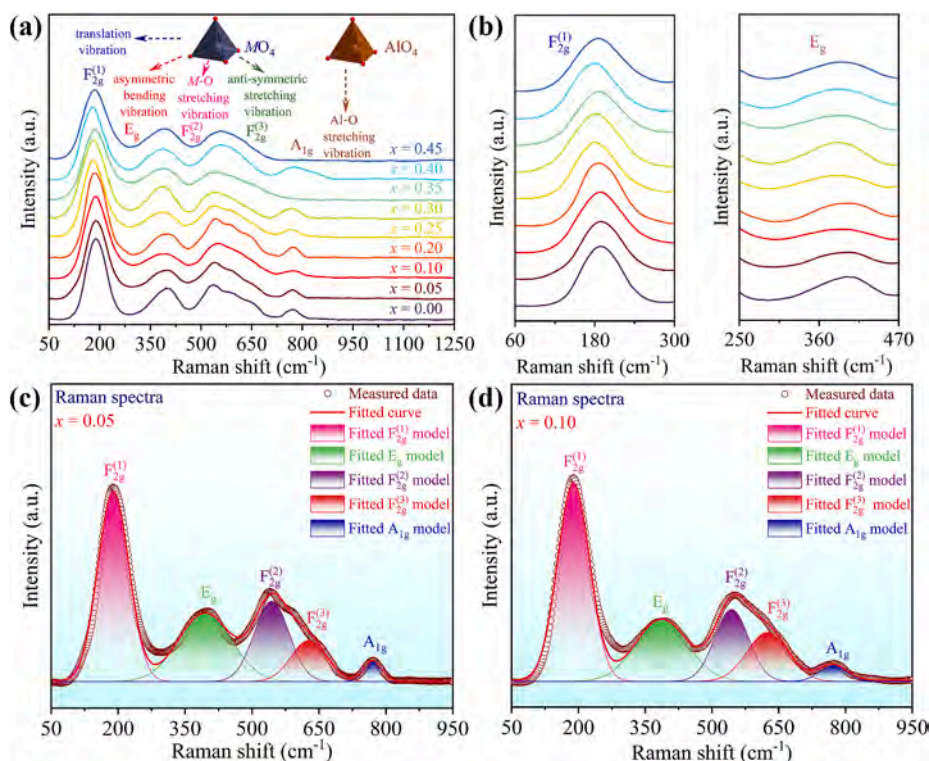 (a)
translation
vibration
MO₄
AlO₄
F₂g⁽¹⁾
asymmetric
bending
vibration
E_g
M-O
stretching
vibration
F₂g⁽²⁾
anti-symmetric
stretching
vibration
F₂g⁽³⁾
Al-O
stretching
vibration
A₁g
x = 0.45
x = 0.40
x = 0.35
x = 0.30
x = 0.25
x = 0.20
x = 0.10
x = 0.05
x = 0.00
Intensity (a.u.)
50 200 350 500 650 800 950 1100 1250
Raman shift (cm⁻¹)
(b)
F₂g⁽¹⁾
E_g
Intensity (a.u.)
Intensity (a.u.)
60 180 300
250 360 470
Raman shift (cm⁻¹)
Raman shift (cm⁻¹)
(c)
Raman spectra
x = 0.05
Measured data
Fitted curve
Fitted F₂g⁽¹⁾ model
Fitted E_g model
Fitted F₂g⁽²⁾ model
Fitted F₂g⁽³⁾ model
Fitted A₁g model
F₂g⁽¹⁾
E_g
F₂g⁽²⁾
F₂g⁽³⁾
A₁g
Intensity (a.u.)
50 200 350 500 650 800 950
Raman shift (cm⁻¹)
(d)
Raman spectra
x = 0.10
Measured data
Fitted curve
Fitted F₂g⁽¹⁾ model
Fitted E_g model
Fitted F₂g⁽²⁾ model
Fitted F₂g⁽³⁾ model
Fitted A₁g model
F₂g⁽¹⁾
E_g
F₂g⁽²⁾
F₂g⁽³⁾
A₁g
Intensity (a.u.)
50 200 350 500 650 800 950
Raman shift (cm⁻¹)